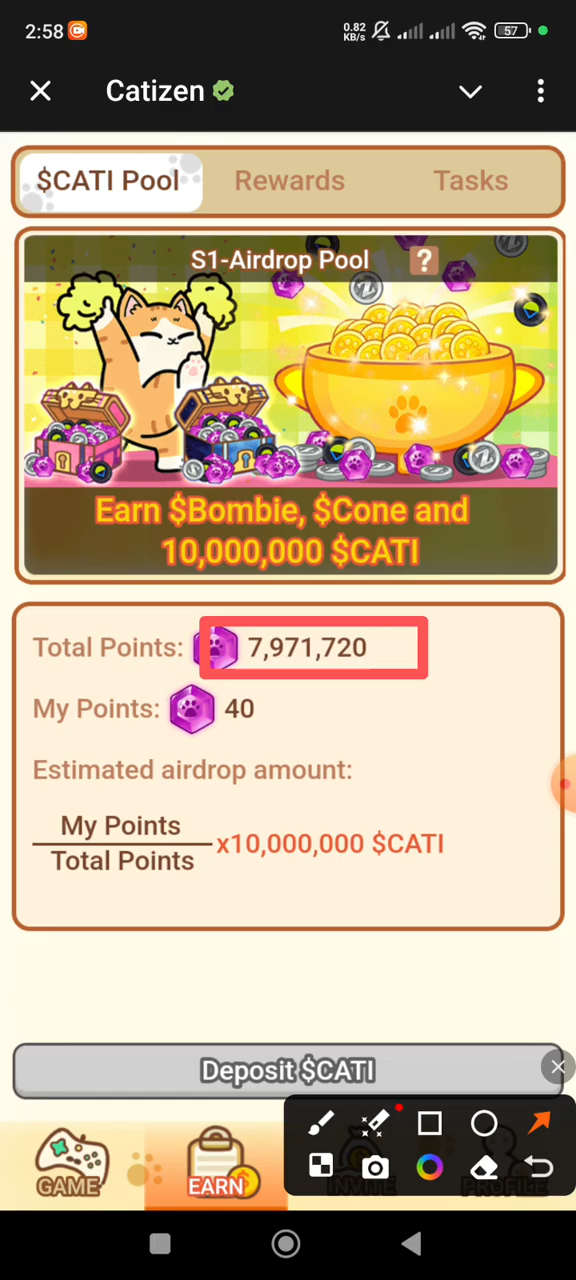 2:58
0.82
KB/s
57
Catizen
$CATI Pool
Rewards
Tasks
S1-Airdrop Pool
?
Earn $Bombie, $Cone and
10,000,000 $CATI
Total Points: 7,971,720
My Points: 40
Estimated airdrop amount:
My Points
Total Points
x10,000,000 $CATI
Deposit $CATI
GAME
EARN
INVITE
PROFILE